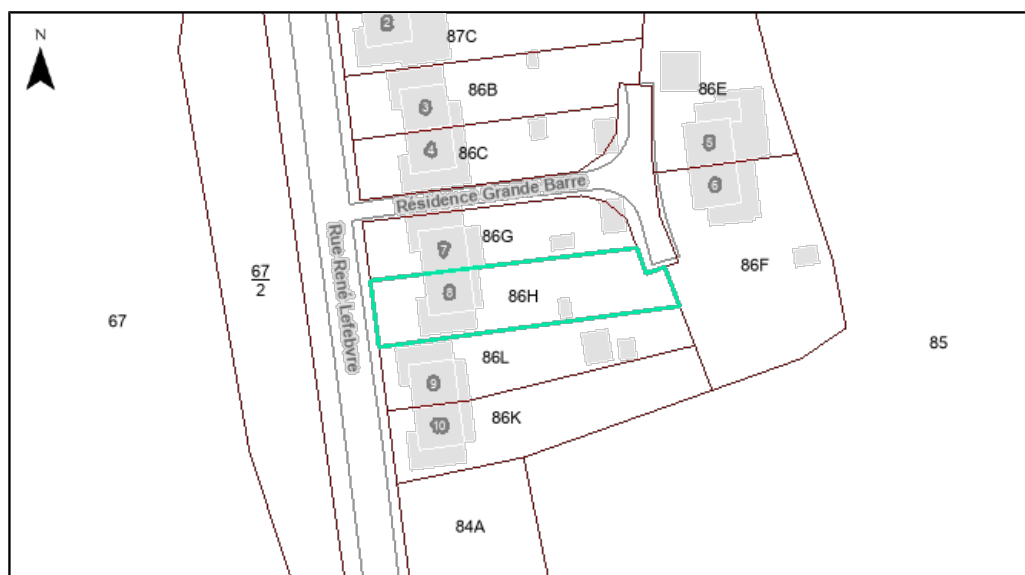 N
2
87C
86B
3
86E
4
86C
5
6
Résidence Grande Barre
Rue René Lefebvre
86G
7
67
2
86F
8
86H
67
85
86L
9
86K
10
84A